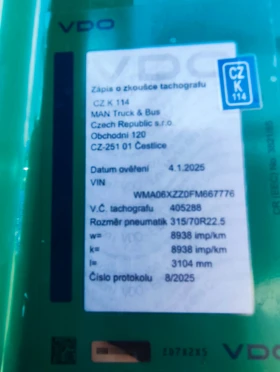 VDO
Zápis o zkoušce tachografu
CZ K 114
MAN Truck & Bus
Czech Republic s.r.o.
Obchodní 120
CZ-251 01 Čestlice
CZ
K
114
Datum ověření 4.1.2025
VIN
WMA06XZZ0FM667776
V.Č. tachografu 405288
Rozměr pneumatik 315/70R22.5
w= 8938 imp/km
k= 8938 imp/km
l= 3104 mm
Číslo protokolu 8/2025
VDO